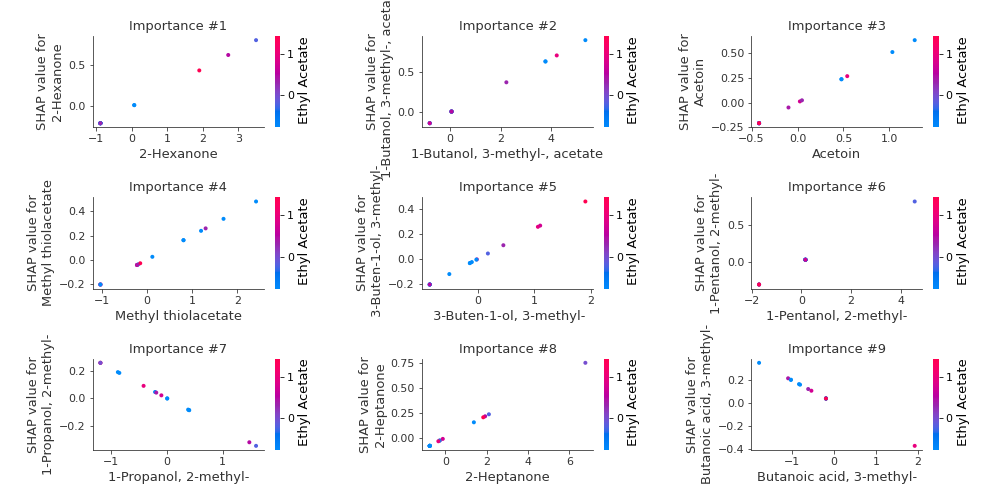 Importance #1
SHAP value for
2-Hexanone
0.5
0.0
−1
0
1
2
3
2-Hexanone
1
0
Ethyl Acetate
Importance #2
SHAP value for
1-Butanol, 3-methyl-, aceta
0.5
0.0
0
2
4
1-Butanol, 3-methyl-, acetate
1
0
Ethyl Acetate
Importance #3
SHAP value for
Acetoin
0.50
0.25
0.00
−0.25
−0.5
0.0
0.5
1.0
Acetoin
1
0
Ethyl Acetate
Importance #4
SHAP value for
Methyl thiolacetate
0.4
0.2
0.0
−0.2
−1
0
1
2
Methyl thiolacetate
1
0
Ethyl Acetate
Importance #5
SHAP value for
3-Buten-1-ol, 3-methyl-
0.4
0.2
0.0
−0.2
0
1
2
3-Buten-1-ol, 3-methyl-
1
0
Ethyl Acetate
Importance #6
SHAP value for
1-Pentanol, 2-methyl-
0.5
0.0
−2
0
2
4
1-Pentanol, 2-methyl-
1
0
Ethyl Acetate
Importance #7
SHAP value for
1-Propanol, 2-methyl-
0.2
0.0
−0.2
−1
0
1
1-Propanol, 2-methyl-
1
0
Ethyl Acetate
Importance #8
SHAP value for
2-Heptanone
0.75
0.50
0.25
0.00
0
2
4
6
2-Heptanone
1
0
Ethyl Acetate
Importance #9
SHAP value for
Butanoic acid, 3-methyl-
0.2
0.0
−0.2
−0.4
−1
0
1
2
Butanoic acid, 3-methyl-
1
0
Ethyl Acetate